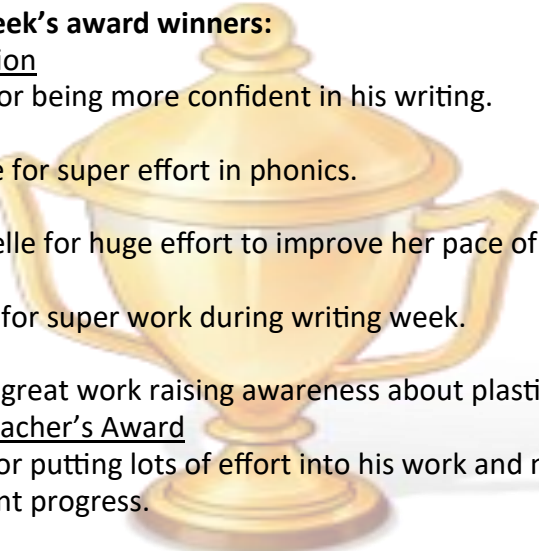 eek's award winners:
ion
or being more confident in his writing.
e for super effort in phonics.
elle for huge effort to improve her pace of
for super work during writing week.
great work raising awareness about plasti
acher's Award
or putting lots of effort into his work and
nt progress.